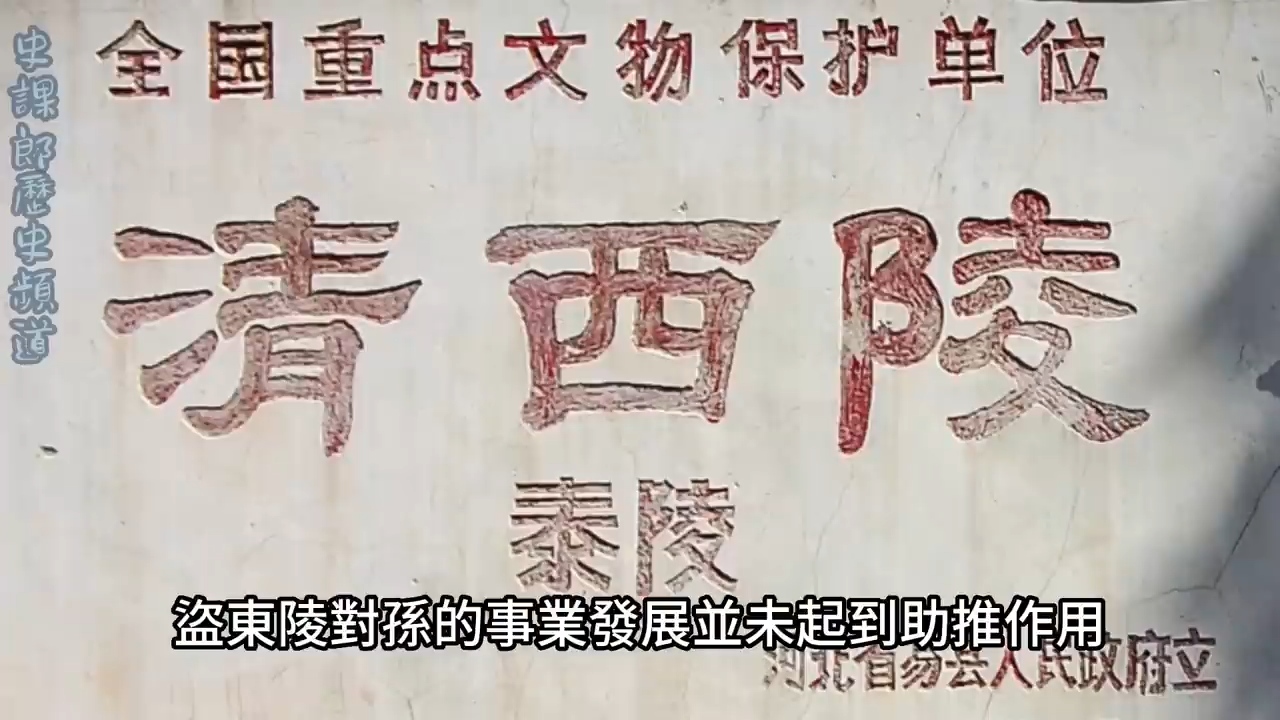 全国重点文物保护单位
清西陵
泰陵
河北省易县人民政府立
盜東陵對孫的事業發展並未起到助推作用
史課郎歷史頻道